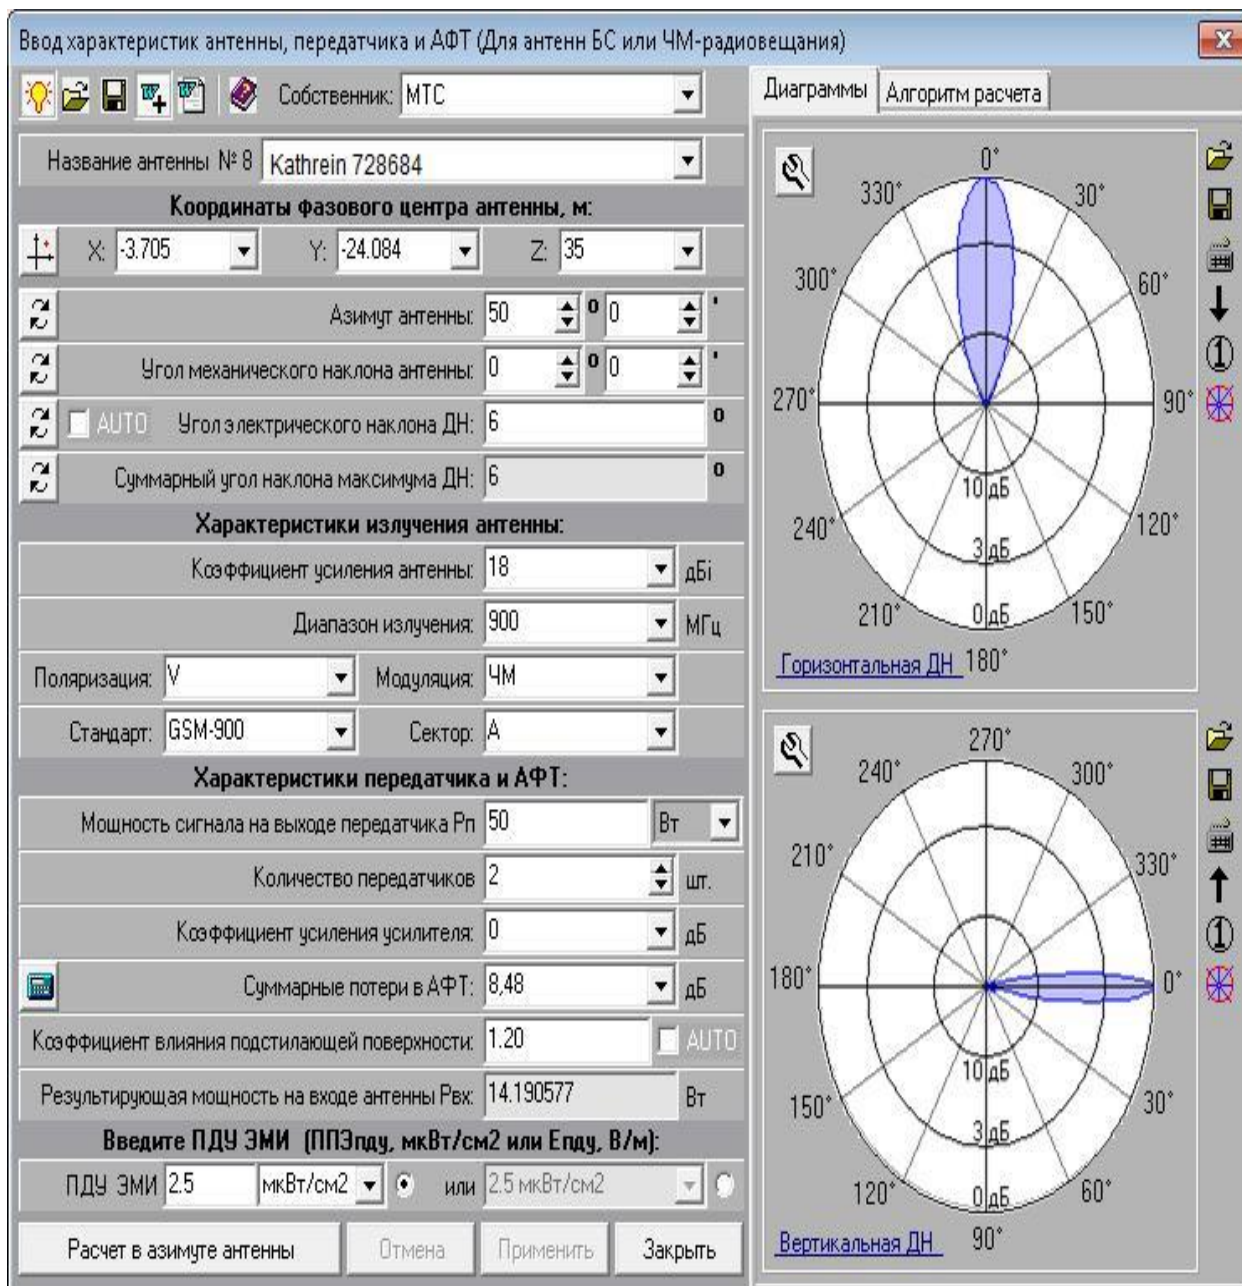 Ввод характеристик антенны, передатчика и АФТ (Для антенн БС или ЧМ-радиовещания)
Собственник: МТС
Название антенны № 8 Kathrein 728684
Координаты фазового центра антенны, м:
X: -3.705 Y: -24.084 Z: 35
Азимут антенны: 50 ° 0 '
Угол механического наклона антенны: 0 ° 0 '
AUTO Угол электрического наклона ДН: 6 °
Суммарный угол наклона максимума ДН: 6 °
Характеристики излучения антенны:
Коэффициент усиления антенны: 18 дБi
Диапазон излучения: 900 МГц
Поляризация: V Модуляция: ЧМ
Стандарт: GSM-900 Сектор: A
Характеристики передатчика и АФТ:
Мощность сигнала на выходе передатчика Рп 50 Вт
Количество передатчиков 2 шт.
Коэффициент усиления усилителя: 0 дБ
Суммарные потери в АФТ: 8,48 дБ
Коэффициент влияния подстилающей поверхности: 1.20 AUTO
Результирующая мощность на входе антенны Рвх: 14.190577 Вт
Введите ПДУ ЭМИ (ППЭпду, мкВт/см2 или Епду, В/м):
ПДУ ЭМИ 2.5 мкВт/см2 или 2.5 мкВт/см2
Расчет в азимуте антенны Отмена Применить Закрыть
Диаграммы Алгоритм расчета
0°
330° 30°
300° 60°
270° 90°
10 дБ
240° 120°
3 дБ
210° 0 дБ 150°
Горизонтальная ДН 180°
270°
240° 300°
210° 330°
180° 0°
10 дБ
150° 30°
3 дБ
120° 0 дБ 60°
Вертикальная ДН 90°
1
1